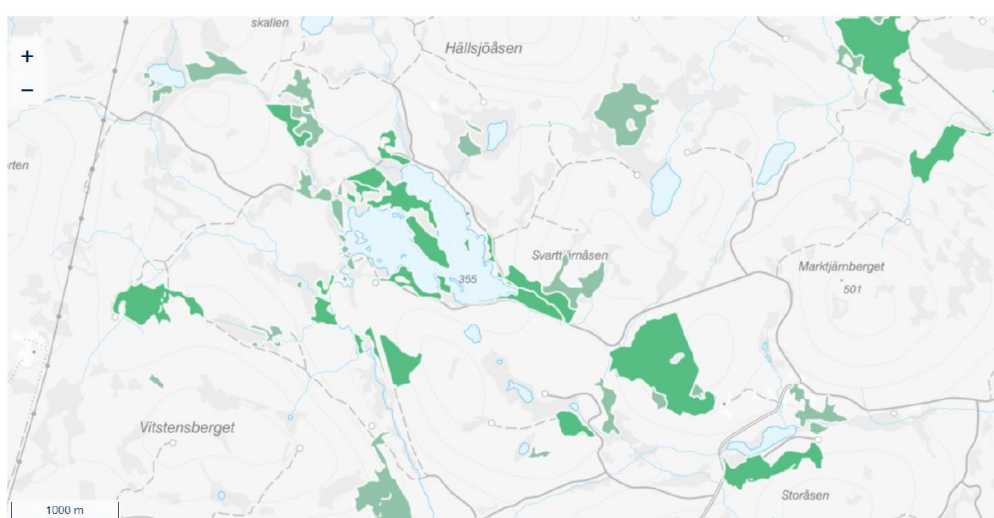 skalien
Hällsjöåsen
+
−
rten
Svarttjärnåsen
355
Marktjärnberget
501
Vitstensberget
Storåsen
1000 m